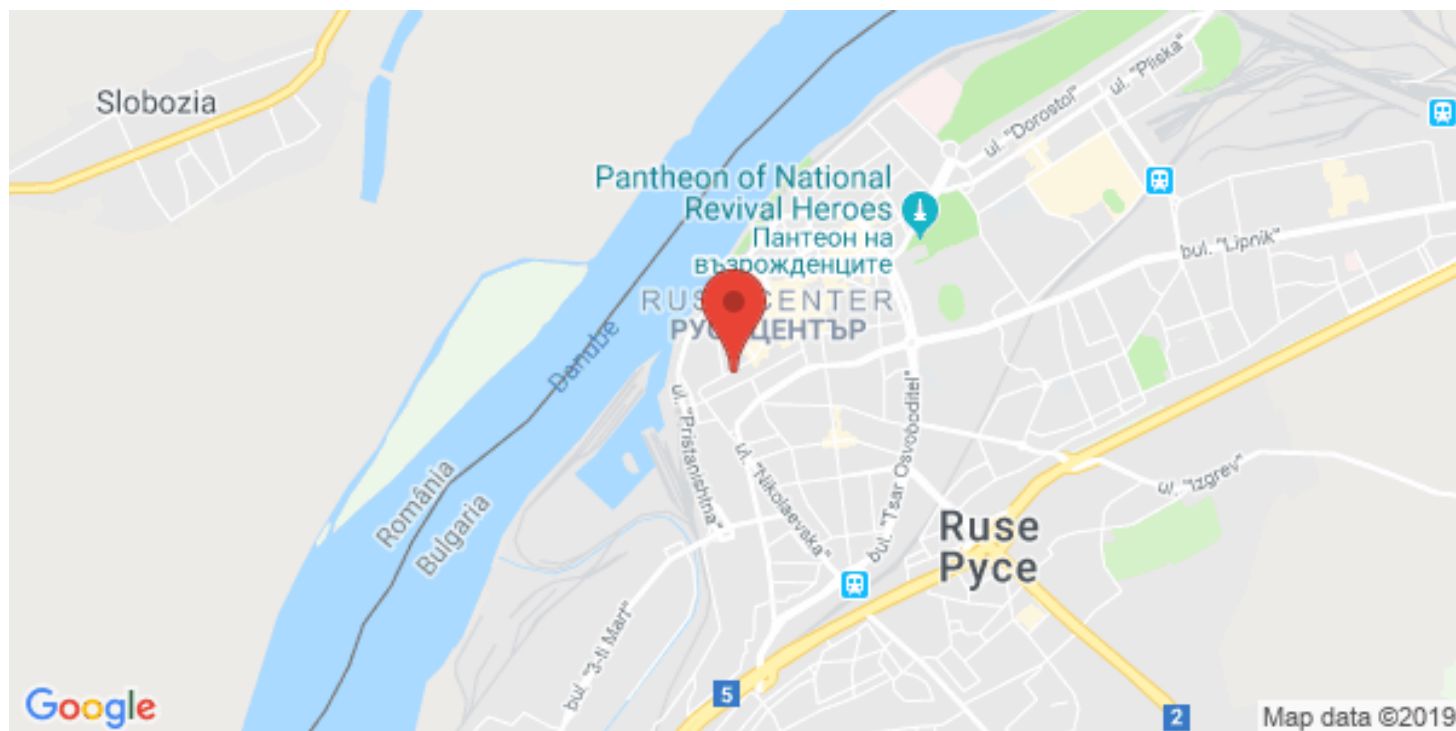 Slobozia
ul. "Pliska"
ul. "Dorostol"
Pantheon of National
Revival Heroes
Пантеон на
възрожденците
bul. "Lipnik"
RUS CENTER
РУС ЦЕНТЪР
Danube
ul. "Pristanishtna"
ul. "Nikolaevska"
bul. "Tsar Osvoboditel"
ul. "Izgrev"
România
Bulgaria
Ruse
Русе
bul. "3-ti Mart"
5
2
Google
Map data ©2019